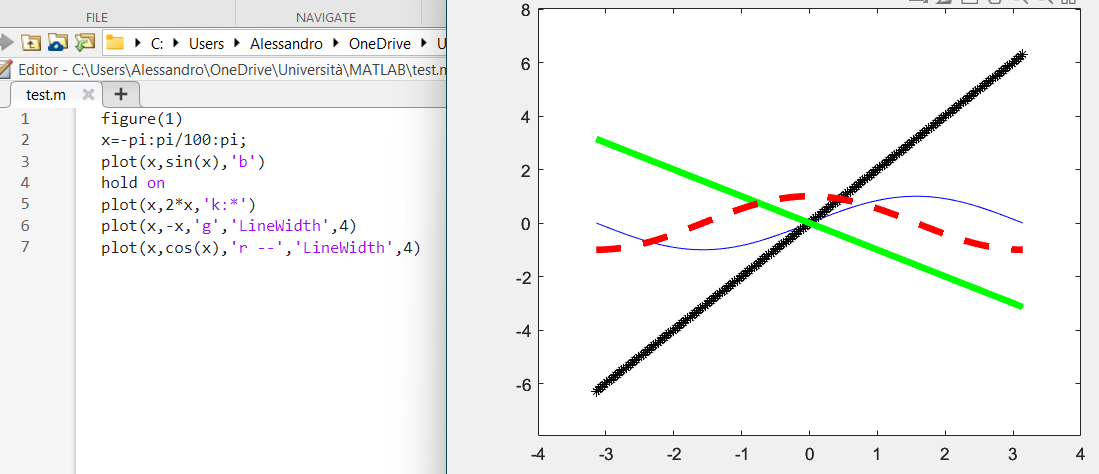 FILE NAVIGATE
C: Users Alessandro OneDrive U
Editor - C:\Users\Alessandro\OneDrive\Università\MATLAB\test.m
test.m
1 figure(1)
2 x=-pi:pi/100:pi;
3 plot(x,sin(x),'b')
4 hold on
5 plot(x,2*x,'k:*')
6 plot(x,-x,'g','LineWidth',4)
7 plot(x,cos(x),'r --','LineWidth',4)
8
6
4
2
0
-2
-4
-6
-4 -3 -2 -1 0 1 2 3 4